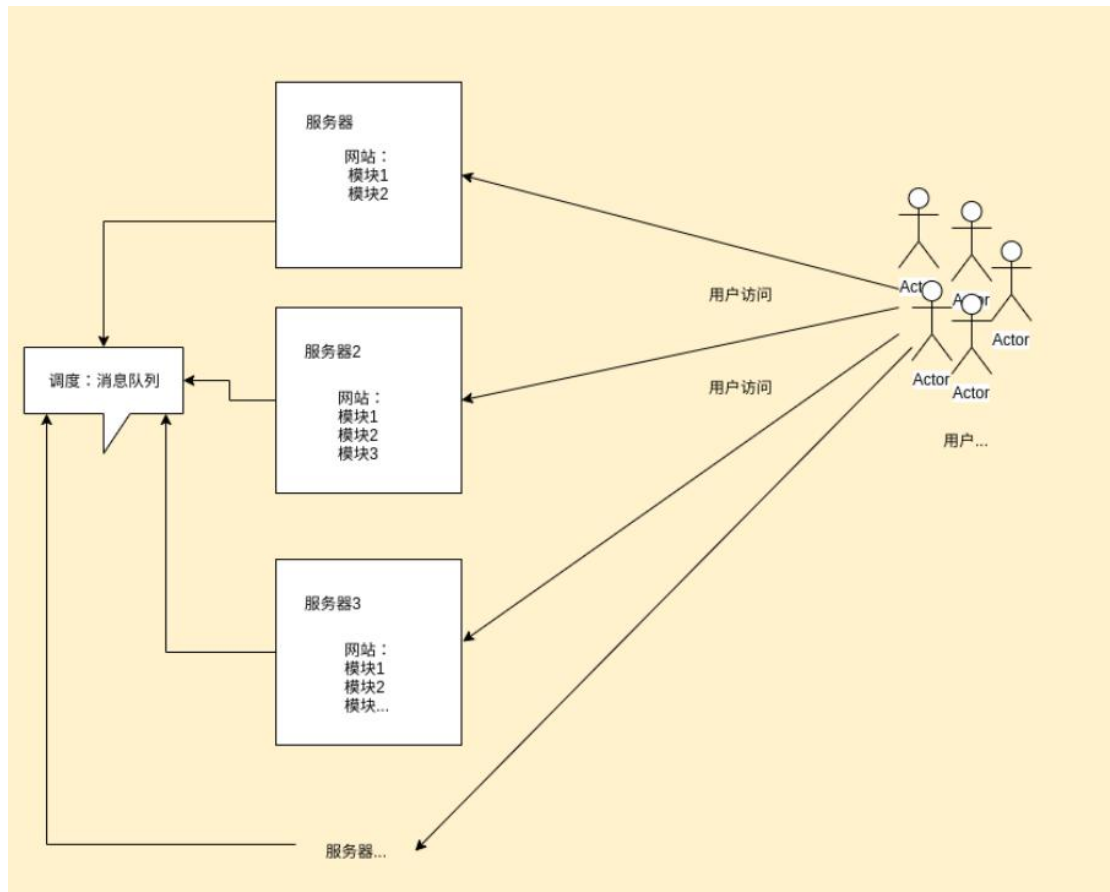 服务器
网站：
模块1
模块2
用户访问
Actor
Actor
Actor
Actor
Actor
用户...
服务器2
网站：
模块1
模块2
模块3
用户访问
调度：消息队列
服务器3
网站：
模块1
模块2
模块...
服务器...